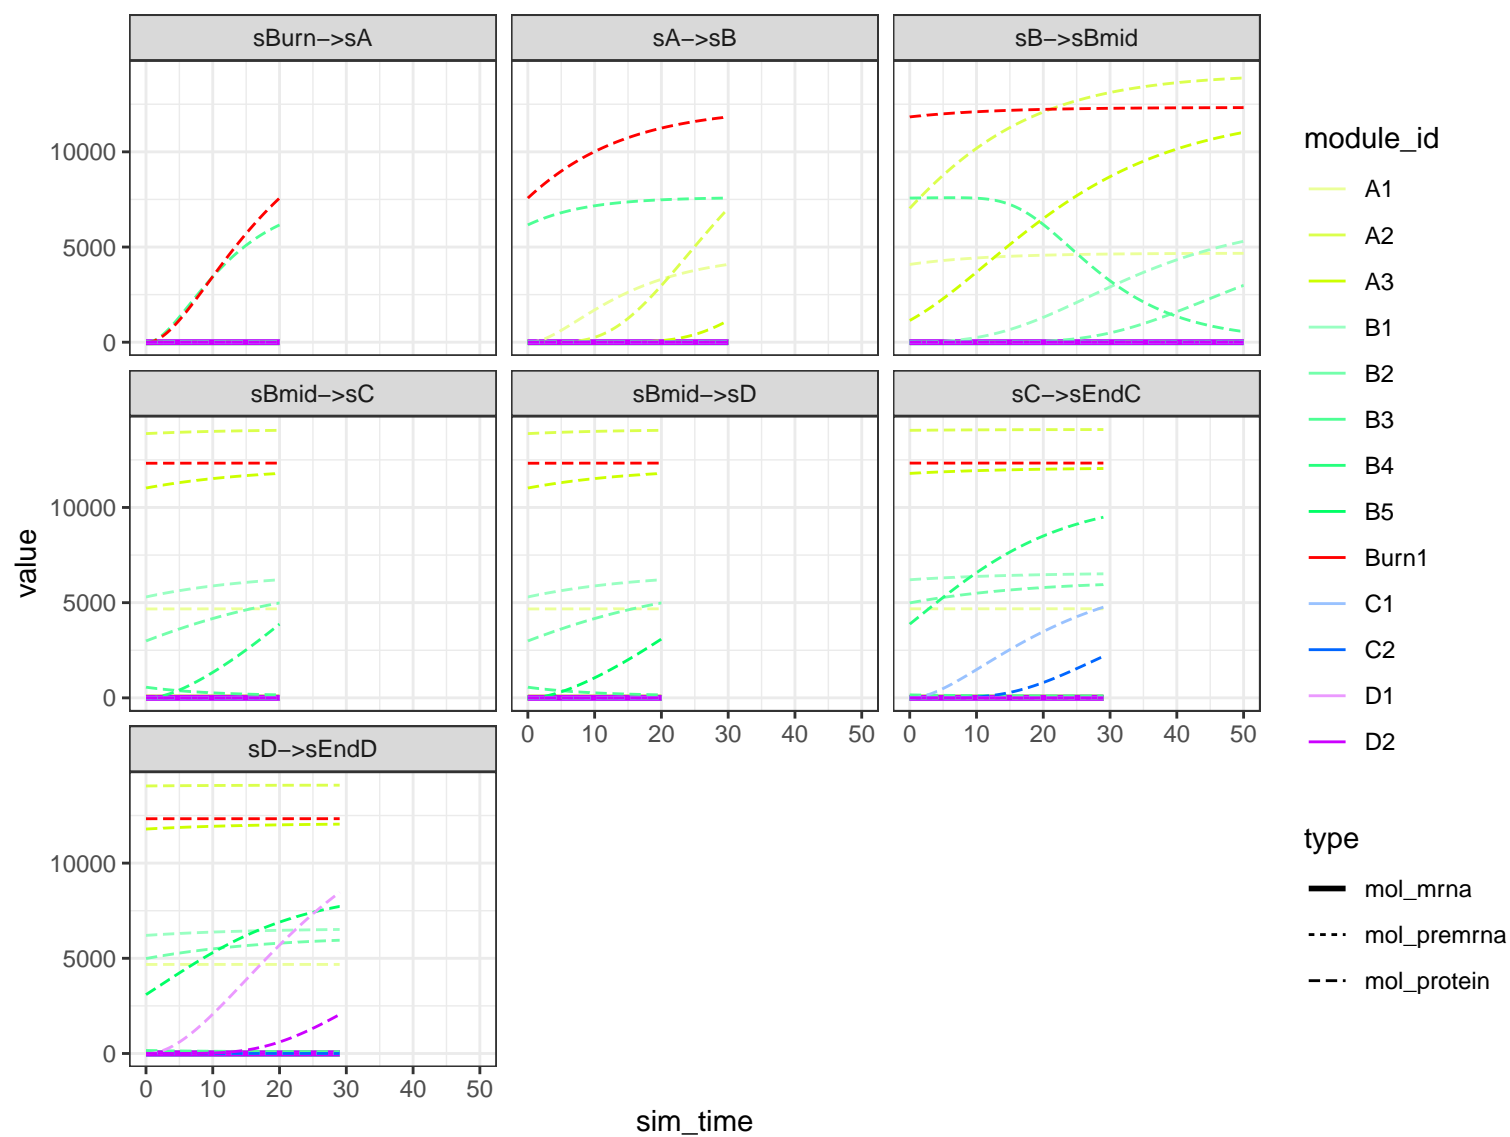 sBurn−>sA
sA−>sB
sB−>sBmid
10000
5000
0
sBmid−>sC
sBmid−>sD
sC−>sEndC
10000
5000
0
0 10 20 30 40 50
0 10 20 30 40 50
sD−>sEndD
10000
5000
0
0 10 20 30 40 50
value
sim_time
module_id
A1
A2
A3
B1
B2
B3
B4
B5
Burn1
C1
C2
D1
D2
type
mol_mrna
mol_premrna
mol_protein